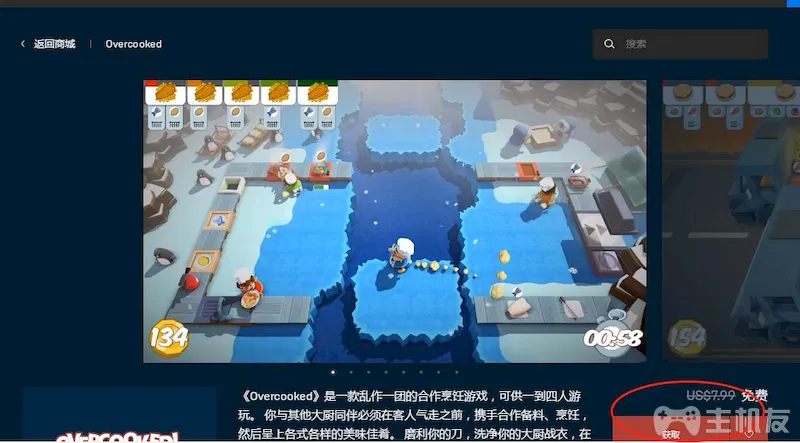 返回商城
Overcooked
搜索
134
00:58
154
US$7.99 免费
《Overcooked》是一款乱作一团的合作烹饪游戏，可供一到四人游
玩。 你与其他大厨同伴必须在客人气走之前，携手合作备料、烹饪，
然后呈上各式各样的美味佳肴。 磨利你的刀，洗净你的大厨战衣，在
OVERCOOKED!
获取
主机友